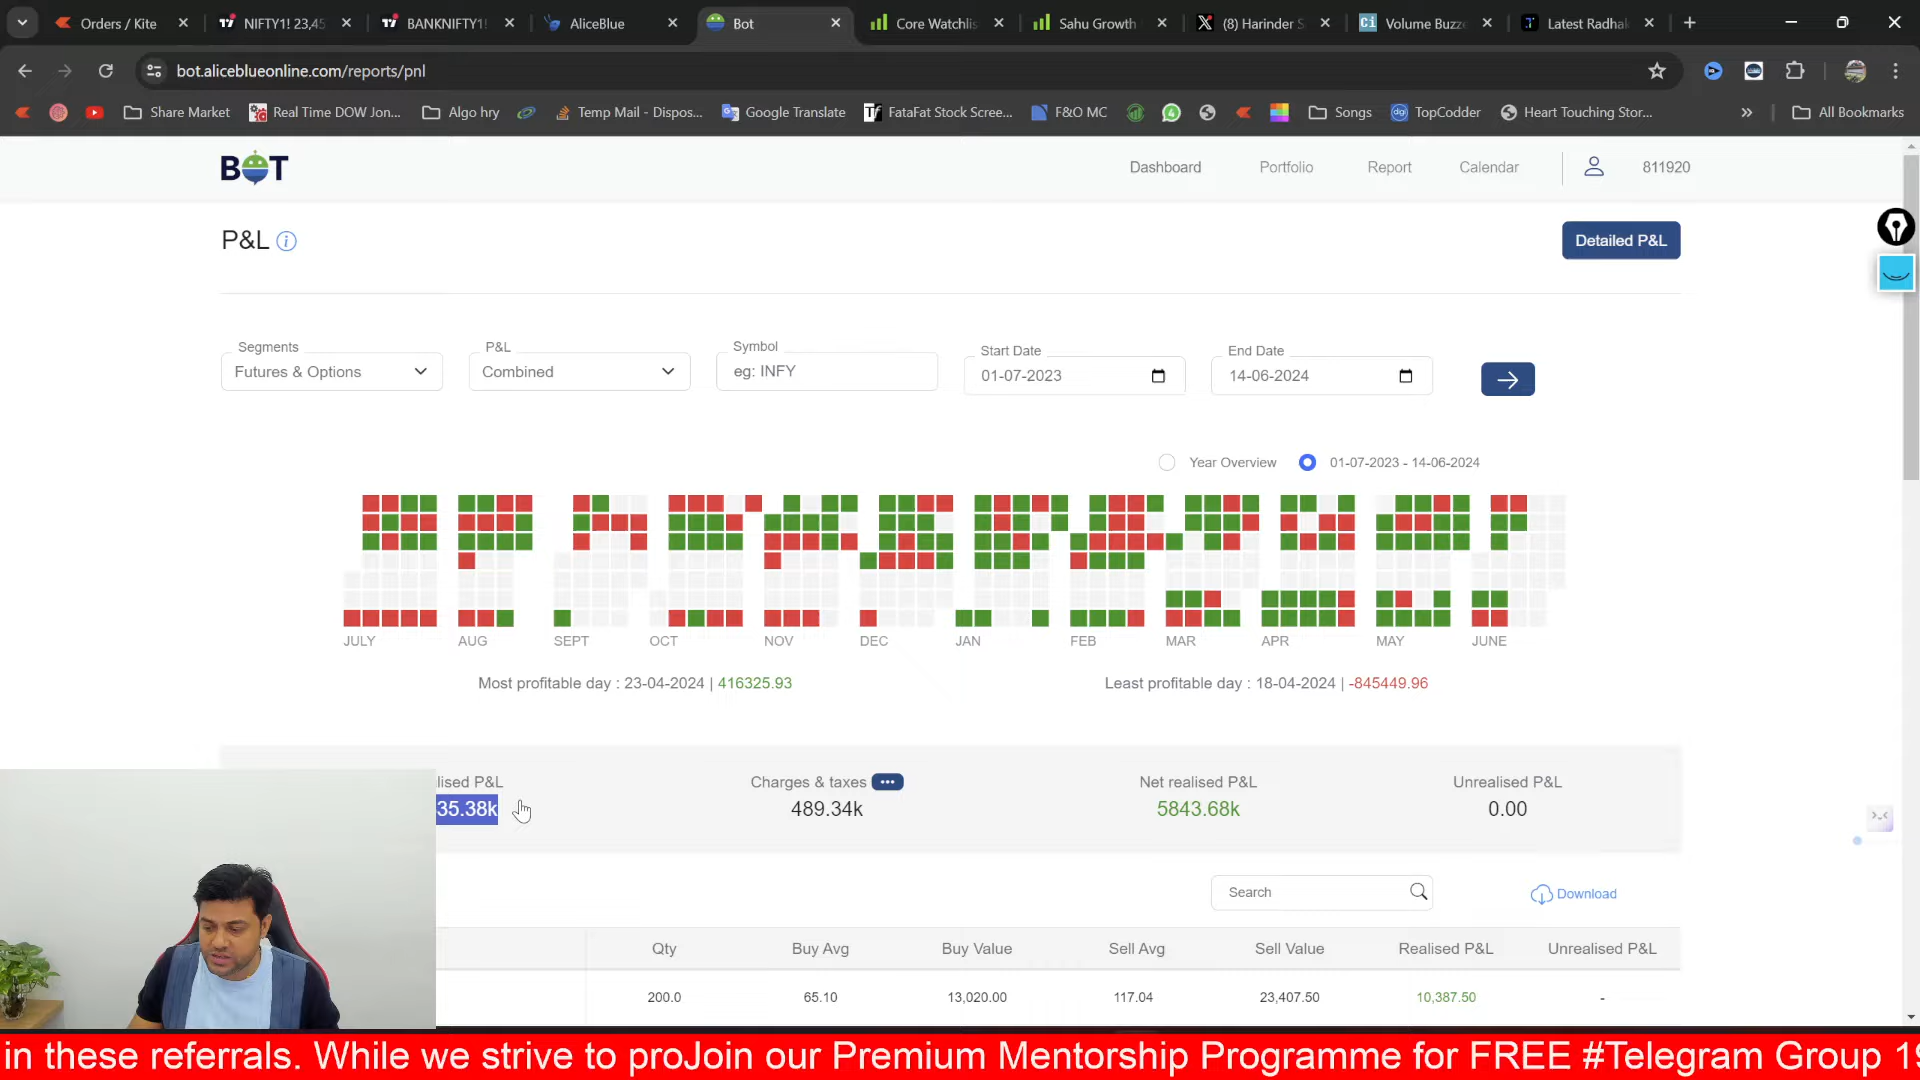 Orders / Kite
NIFTY1! 23,45
BANKNIFTY1!
AliceBlue
Bot
Core Watchlis
Sahu Growth
(8) Harinder S
Volume Buzze
Latest Radhak
bot.aliceblueonline.com/reports/pnl
Share Market
Real Time DOW Jon...
Algo hry
Temp Mail - Dispos...
Google Translate
FataFat Stock Scree...
F&O MC
Songs
TopCodder
Heart Touching Stor...
All Bookmarks
BOT
Dashboard
Portfolio
Report
Calendar
811920
P&L
Detailed P&L
Segments
Futures & Options
P&L
Combined
Symbol
eg: INFY
Start Date
01-07-2023
End Date
14-06-2024
Year Overview
01-07-2023 - 14-06-2024
JULY AUG SEPT OCT NOV DEC JAN FEB MAR APR MAY JUNE
Most profitable day : 23-04-2024 | 416325.93
Least profitable day : 18-04-2024 | -845449.96
lised P&L
35.38k
Charges & taxes
489.34k
Net realised P&L
5843.68k
Unrealised P&L
0.00
Search
Download
Qty Buy Avg Buy Value Sell Avg Sell Value Realised P&L Unrealised P&L
200.0 65.10 13,020.00 117.04 23,407.50 10,387.50 -
in these referrals. While we strive to proJoin our Premium Mentorship Programme for FREE #Telegram Group 19